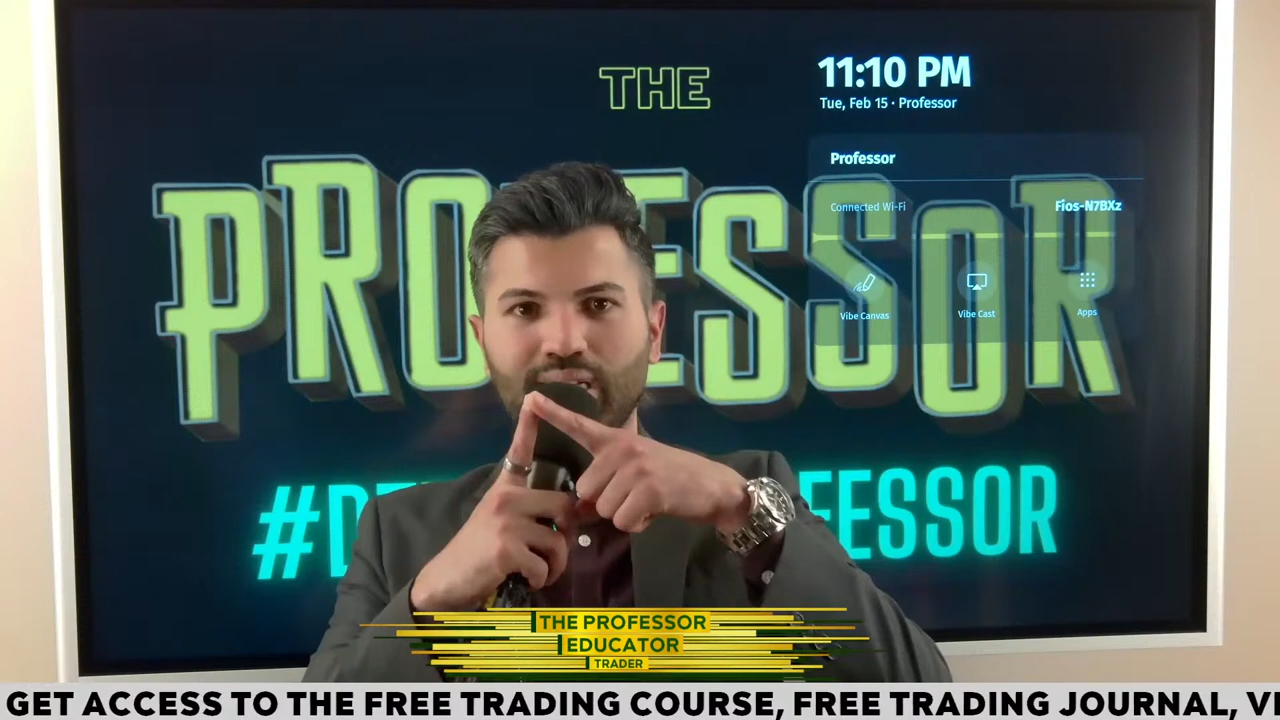 THE
PROFESSOR
11:10 PM
Tue, Feb 15 · Professor
Professor
Connected Wi-Fi Fios-N7BXz
Vibe Canvas Vibe Cast Apps
THE PROFESSOR
EDUCATOR
TRADER
GET ACCESS TO THE FREE TRADING COURSE, FREE TRADING JOURNAL,